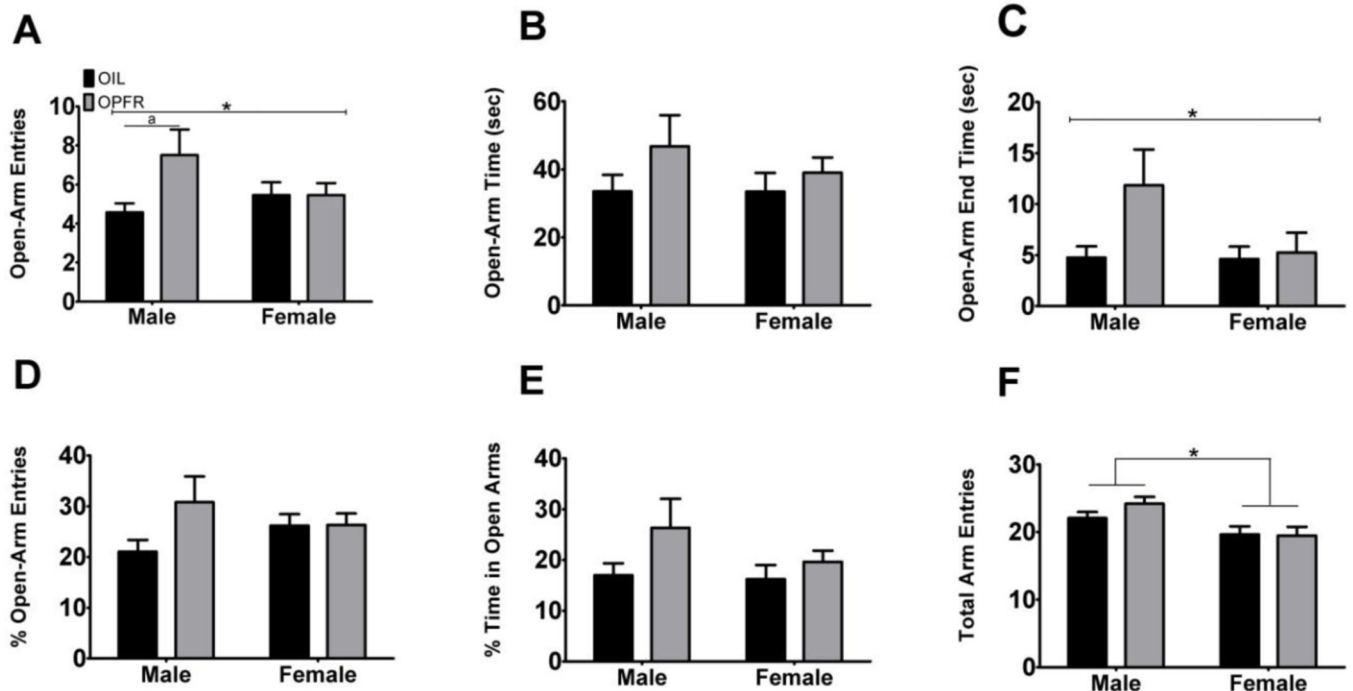 A
OIL
OPFR
*
a
Open-Arm Entries
10
8
6
4
2
0
Male Female
B
Open-Arm Time (sec)
60
40
20
0
Male Female
C
Open-Arm End Time (sec)
20
15
10
5
0
*
Male Female
D
% Open-Arm Entries
40
30
20
10
0
Male Female
E
% Time in Open Arms
40
30
20
10
0
Male Female
F
Total Arm Entries
30
20
10
0
*
Male Female